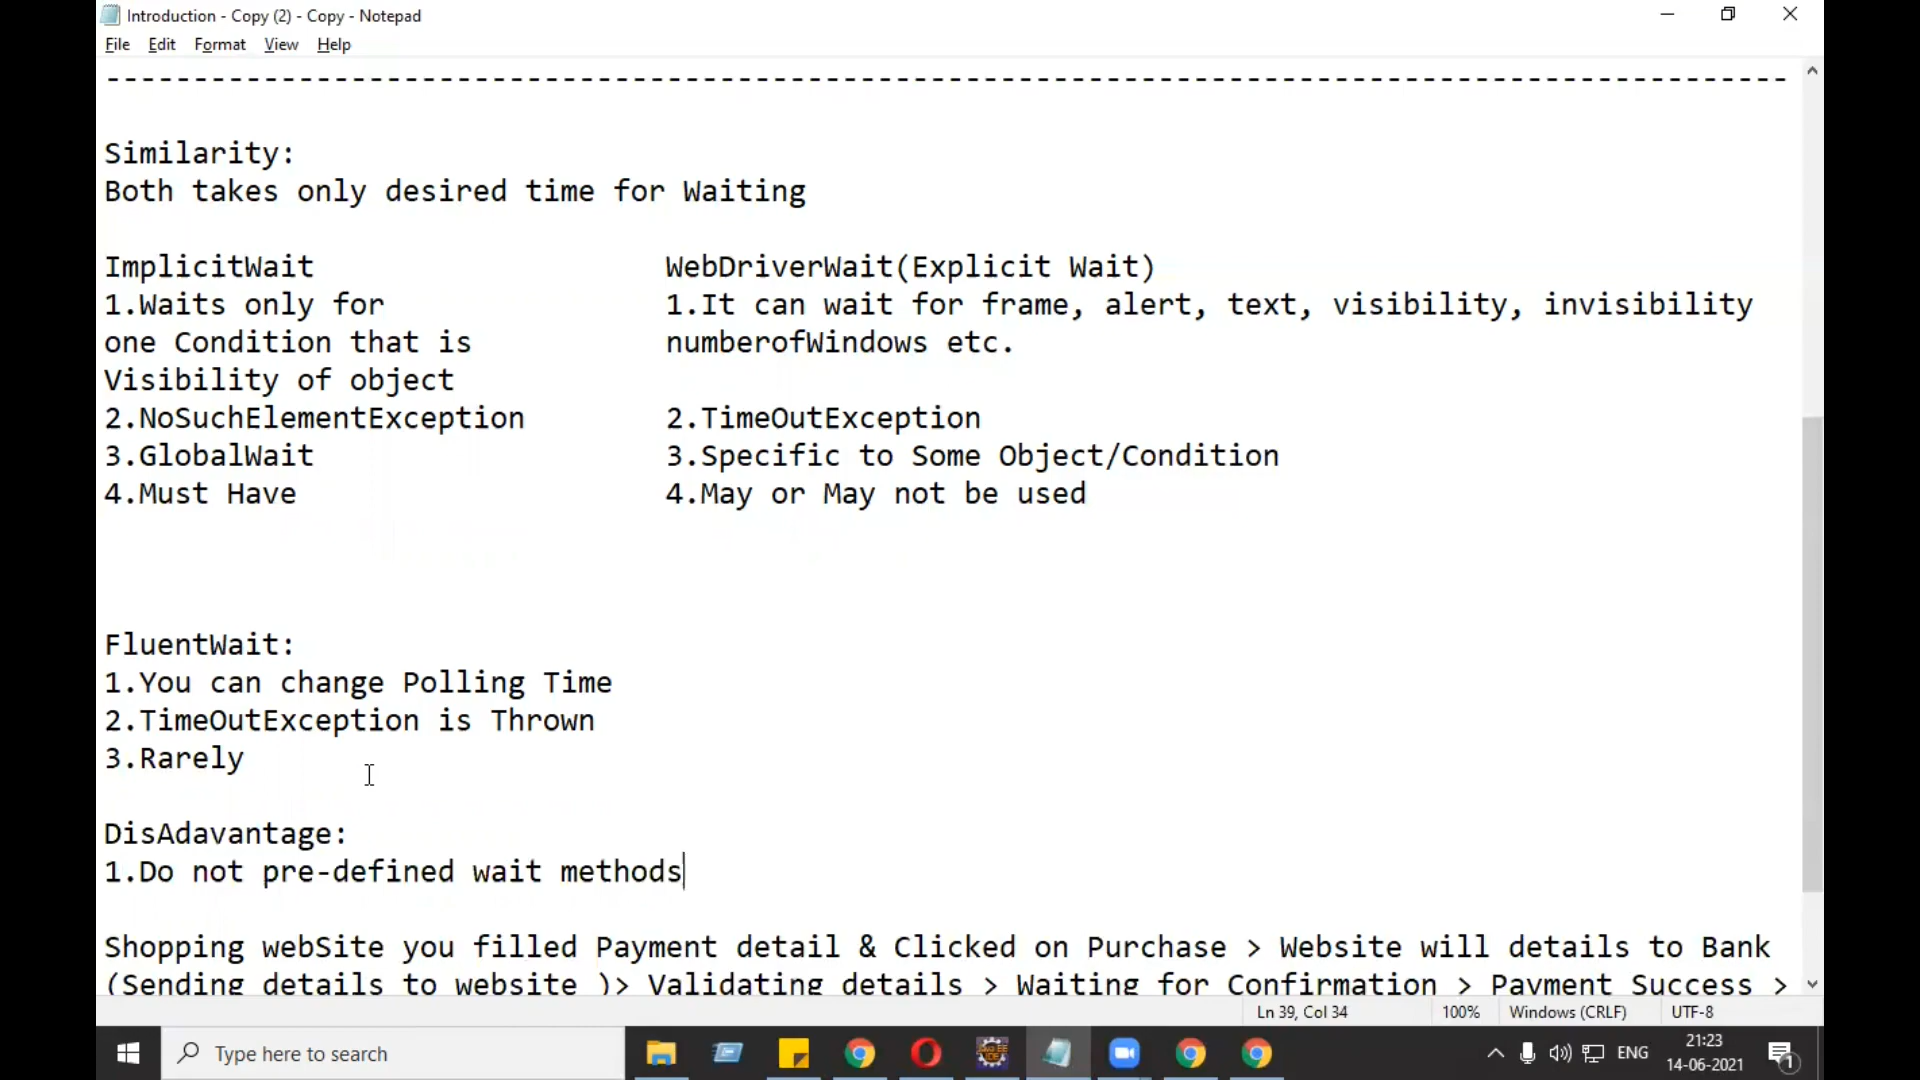 Introduction - Copy (2) - Copy - Notepad
File Edit Format View Help
----------------------------------------------------------------------------------------------------
Similarity:
Both takes only desired time for Waiting
ImplicitWait WebDriverWait(Explicit Wait)
1.Waits only for 1.It can wait for frame, alert, text, visibility, invisibility
one Condition that is numberofWindows etc.
Visibility of object
2.NoSuchElementException 2.TimeOutException
3.GlobalWait 3.Specific to Some Object/Condition
4.Must Have 4.May or May not be used
FluentWait:
1.You can change Polling Time
2.TimeOutException is Thrown
3.Rarely
DisAdavantage:
1.Do not pre-defined wait methods
Shopping webSite you filled Payment detail & Clicked on Purchase > Website will details to Bank
(Sending details to website )> Validating details > Waiting for Confirmation > Payment Success >
Ln 39, Col 34 100% Windows (CRLF) UTF-8
Type here to search
ENG
21:23
14-06-2021
1